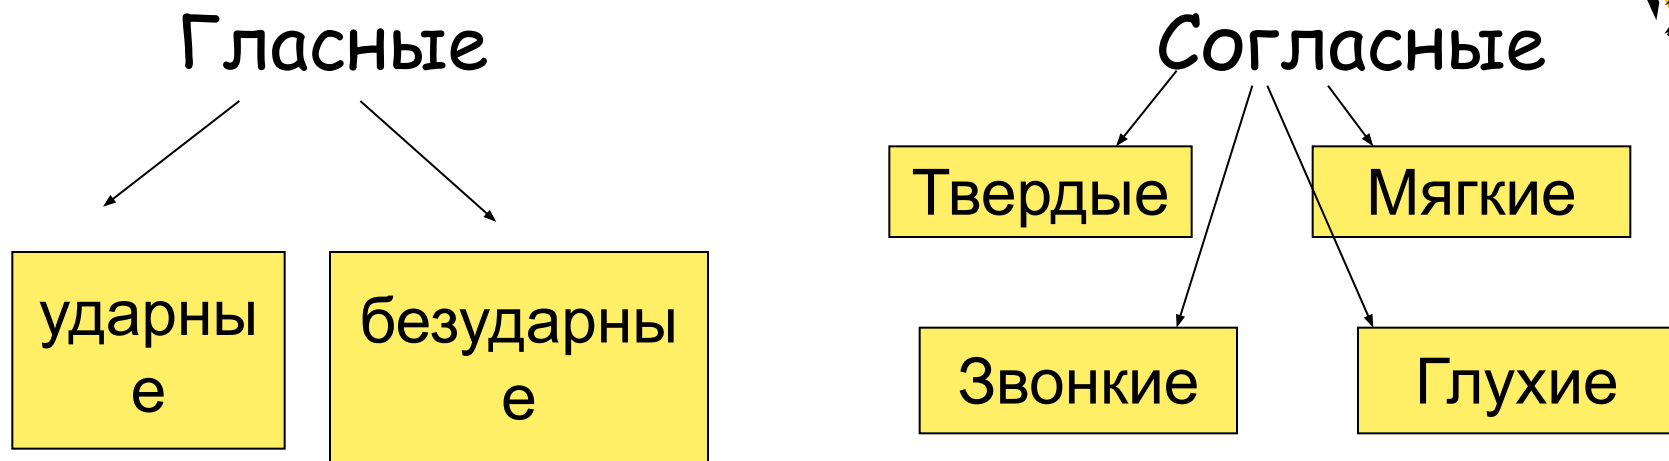 Гласные
ударны
е
безударны
е
Согласные
Твердые
Мягкие
Звонкие
Глухие